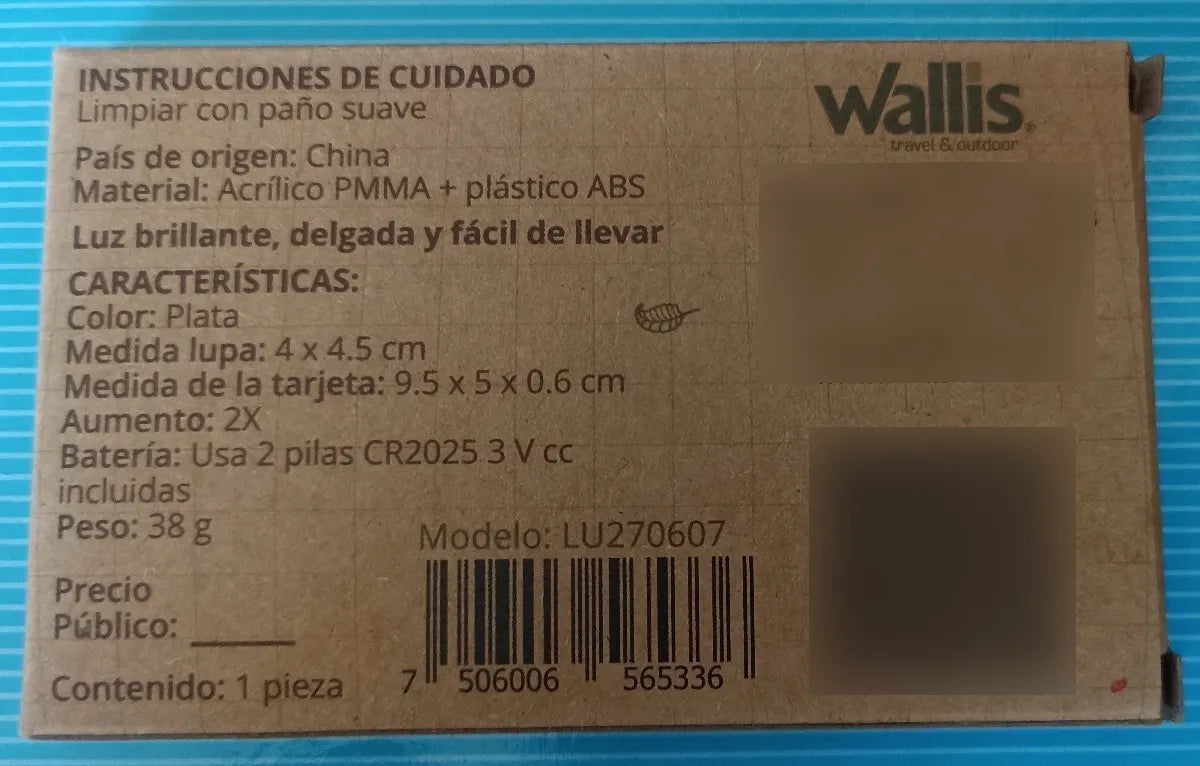 INSTRUCCIONES DE CUIDADO
Limpiar con paño suave
País de origen: China
Material: Acrílico PMMA + plástico ABS
Luz brillante, delgada y fácil de llevar
CARACTERÍSTICAS:
Color: Plata
Medida lupa: 4 x 4.5 cm
Medida de la tarjeta: 9.5 x 5 x 0.6 cm
Aumento: 2X
Batería: Usa 2 pilas CR2025 3 V cc
incluidas
Peso: 38 g
Precio
Público: ______
Contenido: 1 pieza
Wallis®
travel & outdoor
Modelo: LU270607
7 506006 565336